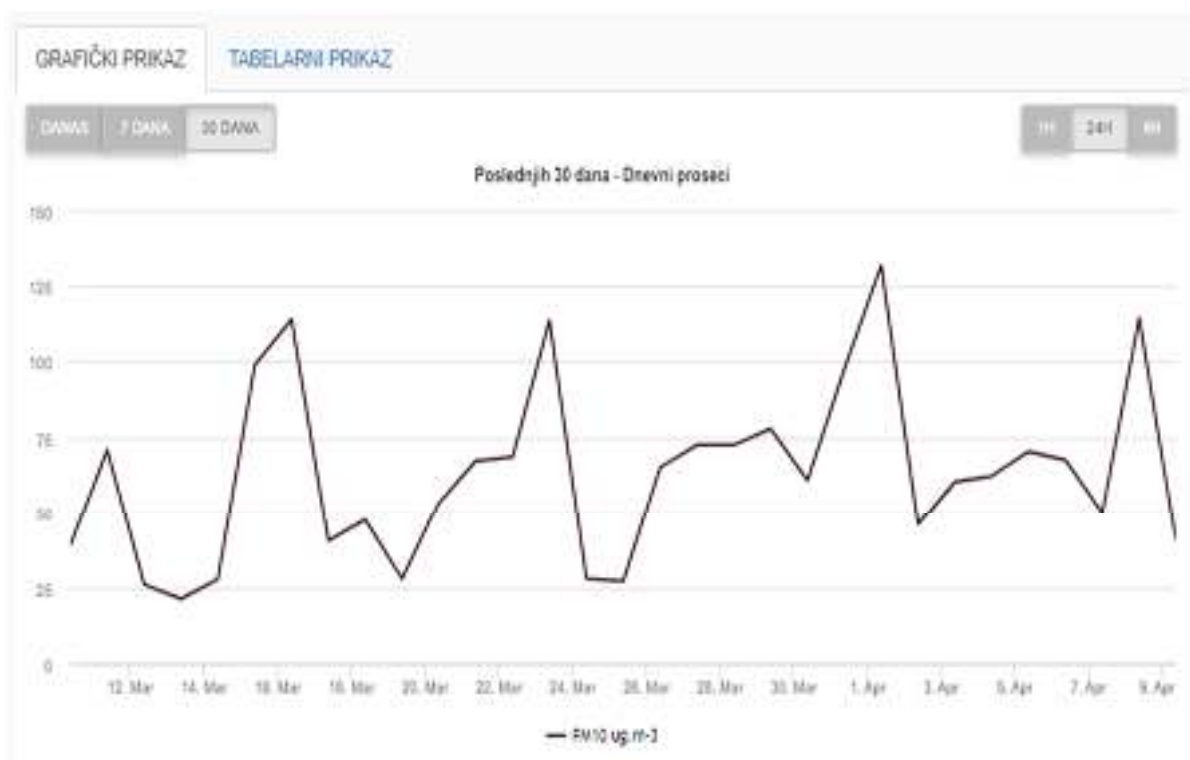 GRAFIČKI PRIKAZ TABELARNI PRIKAZ
DANAS 7 DANA 30 DANA 24H
Poslednjih 30 dana - Dnevni proseci
150
125
100
75
50
25
0
12. Mar 14. Mar 16. Mar 18. Mar 20. Mar 22. Mar 24. Mar 26. Mar 28. Mar 30. Mar 1. Apr 3. Apr 5. Apr 7. Apr 9. Apr
PM10 ug.m-3